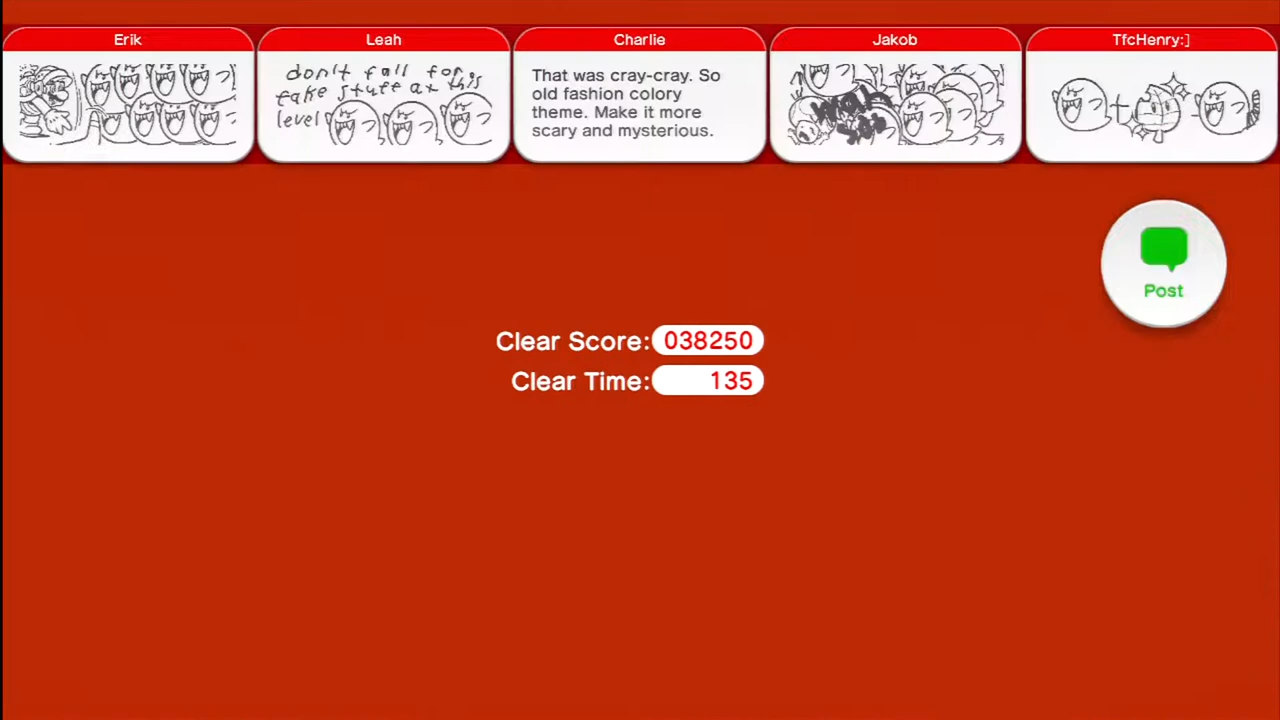 Erik
Leah
Charlie
Jakob
TfcHenry:]
don't fall for
fake stuff at this
level
That was cray-cray. So
old fashion colory
theme. Make it more
scary and mysterious.
Post
Clear Score: 038250
Clear Time: 135